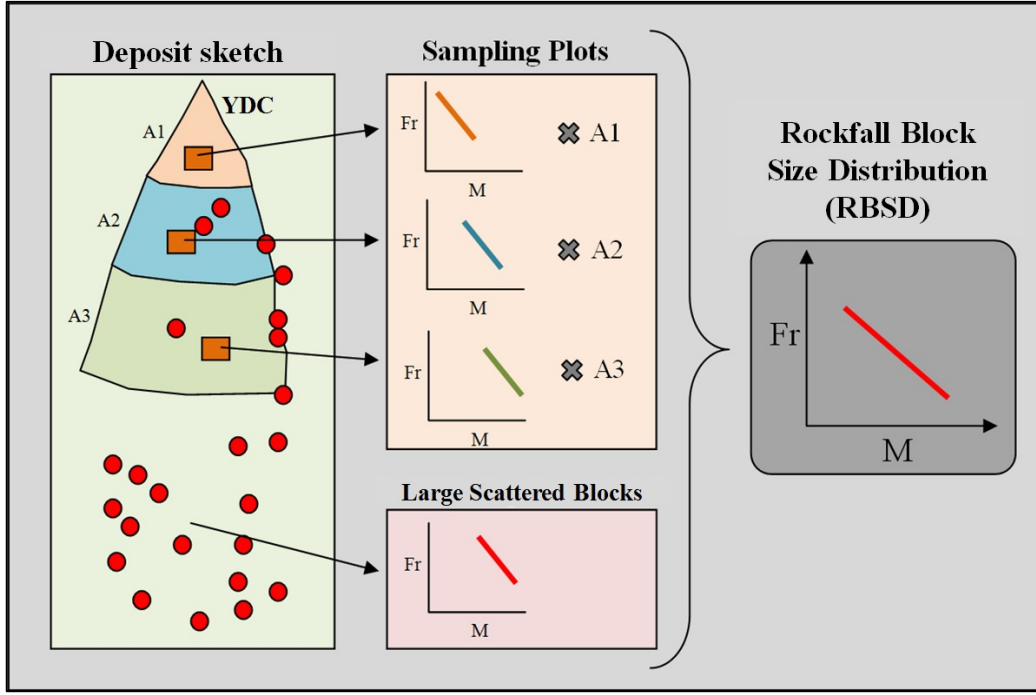 Deposit sketch
YDC
A1
A2
A3
Sampling Plots
Fr
M
A1
Fr
M
A2
Fr
M
A3
Large Scattered Blocks
Fr
M
Rockfall Block
Size Distribution
(RBSD)
Fr
M